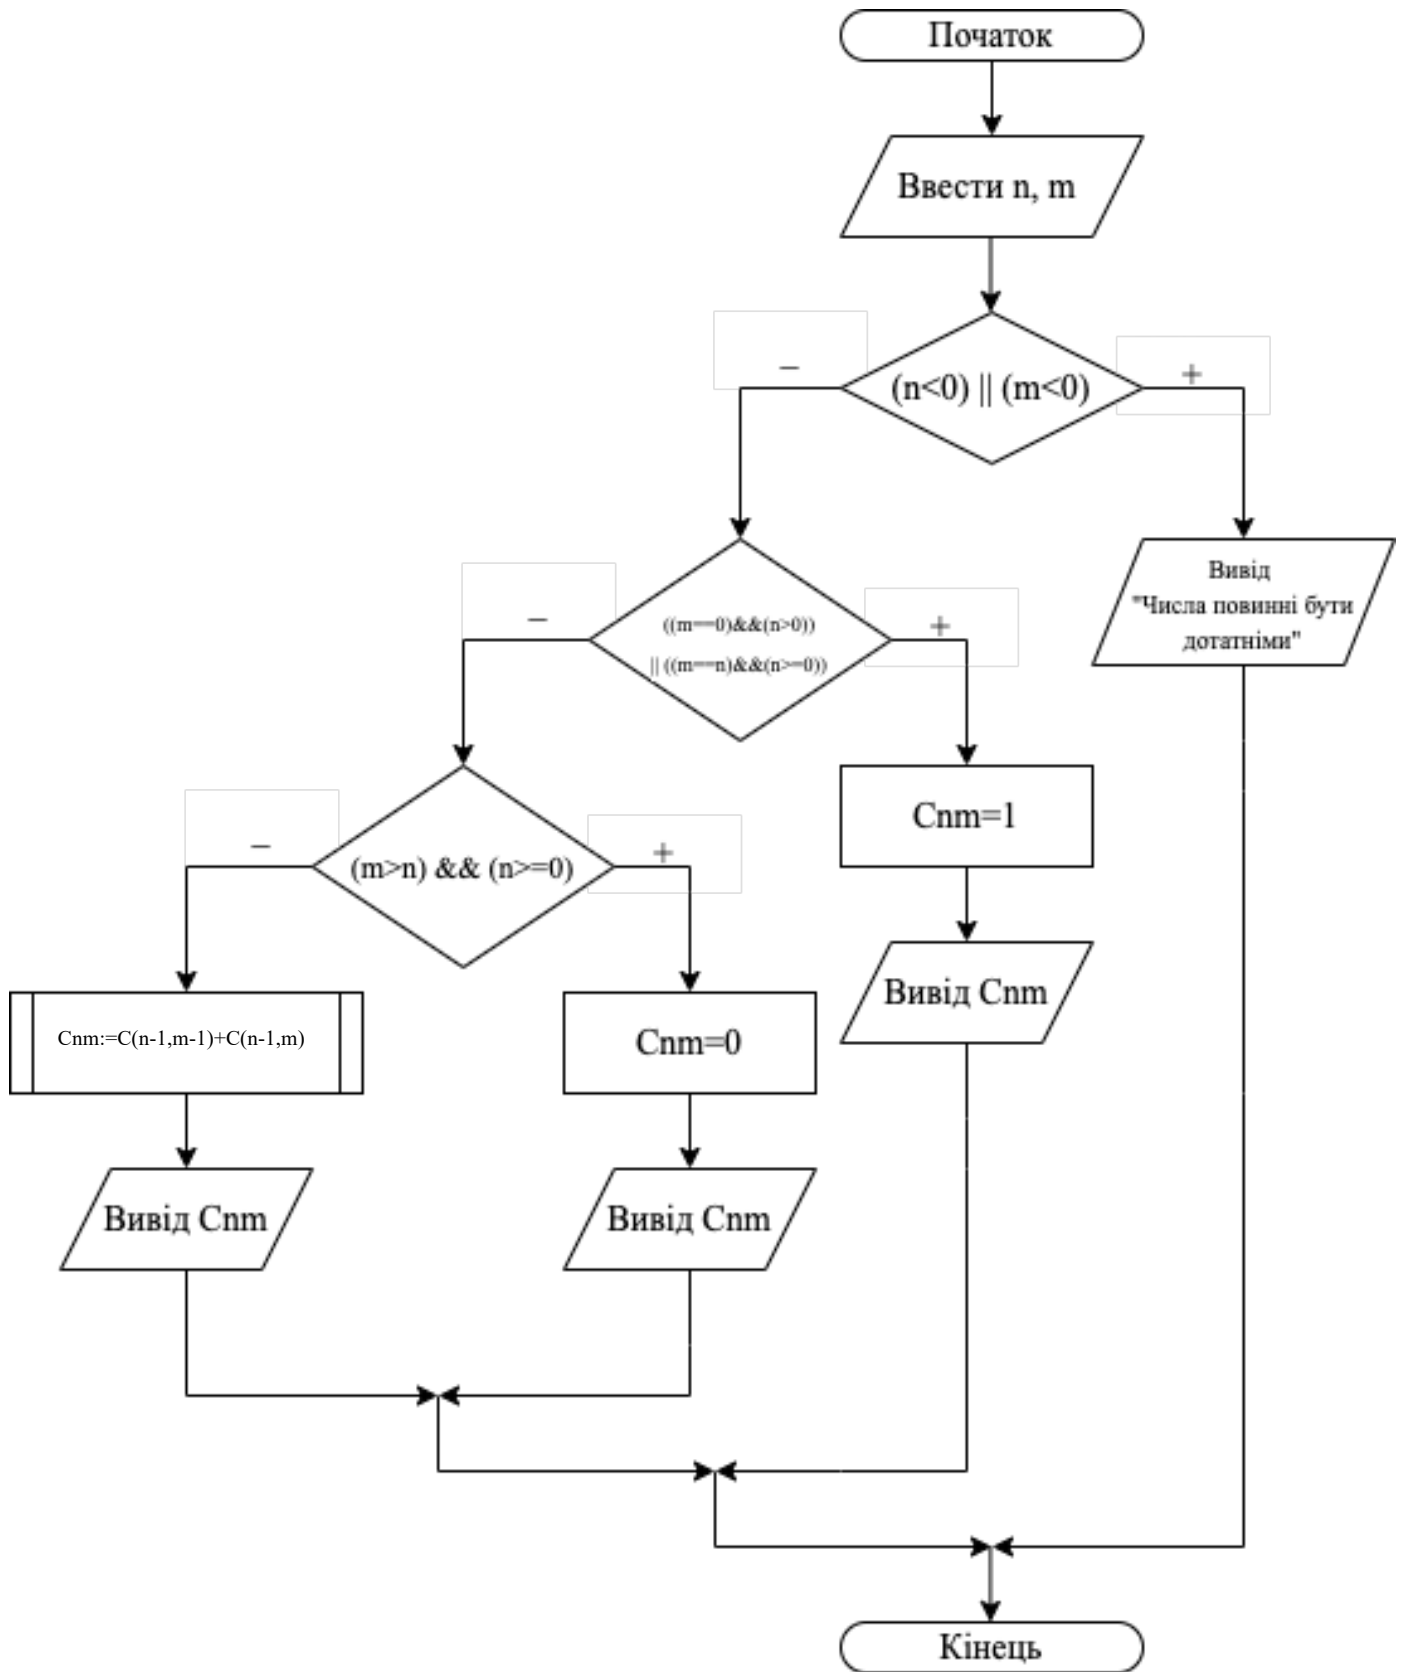 Початок
Ввести n, m
−
(n<0) || (m<0)
+
−
((m==0)&&(n>0))
|| ((m==n)&&(n>=0))
+
Вивід
"Числа повинні бути
дотатніми"
−
(m>n) && (n>=0)
+
Cnm=1
Вивід Cnm
Cnm:=C(n-1,m-1)+C(n-1,m)
Cnm=0
Вивід Cnm
Вивід Cnm
Кінець